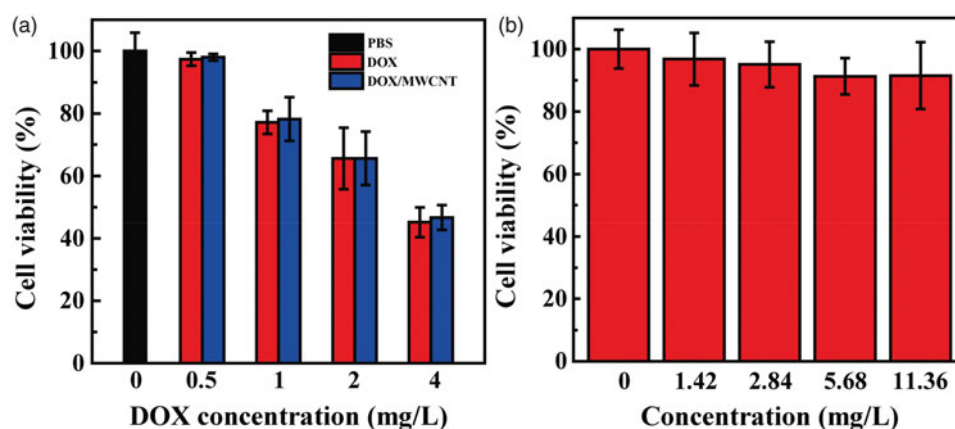 (a)
PBS
DOX
DOX/MWCNT
100
80
60
40
20
0
Cell viability (%)
0 0.5 1 2 4
DOX concentration (mg/L)
(b)
100
80
60
40
20
0
Cell viability (%)
0 1.42 2.84 5.68 11.36
Concentration (mg/L)